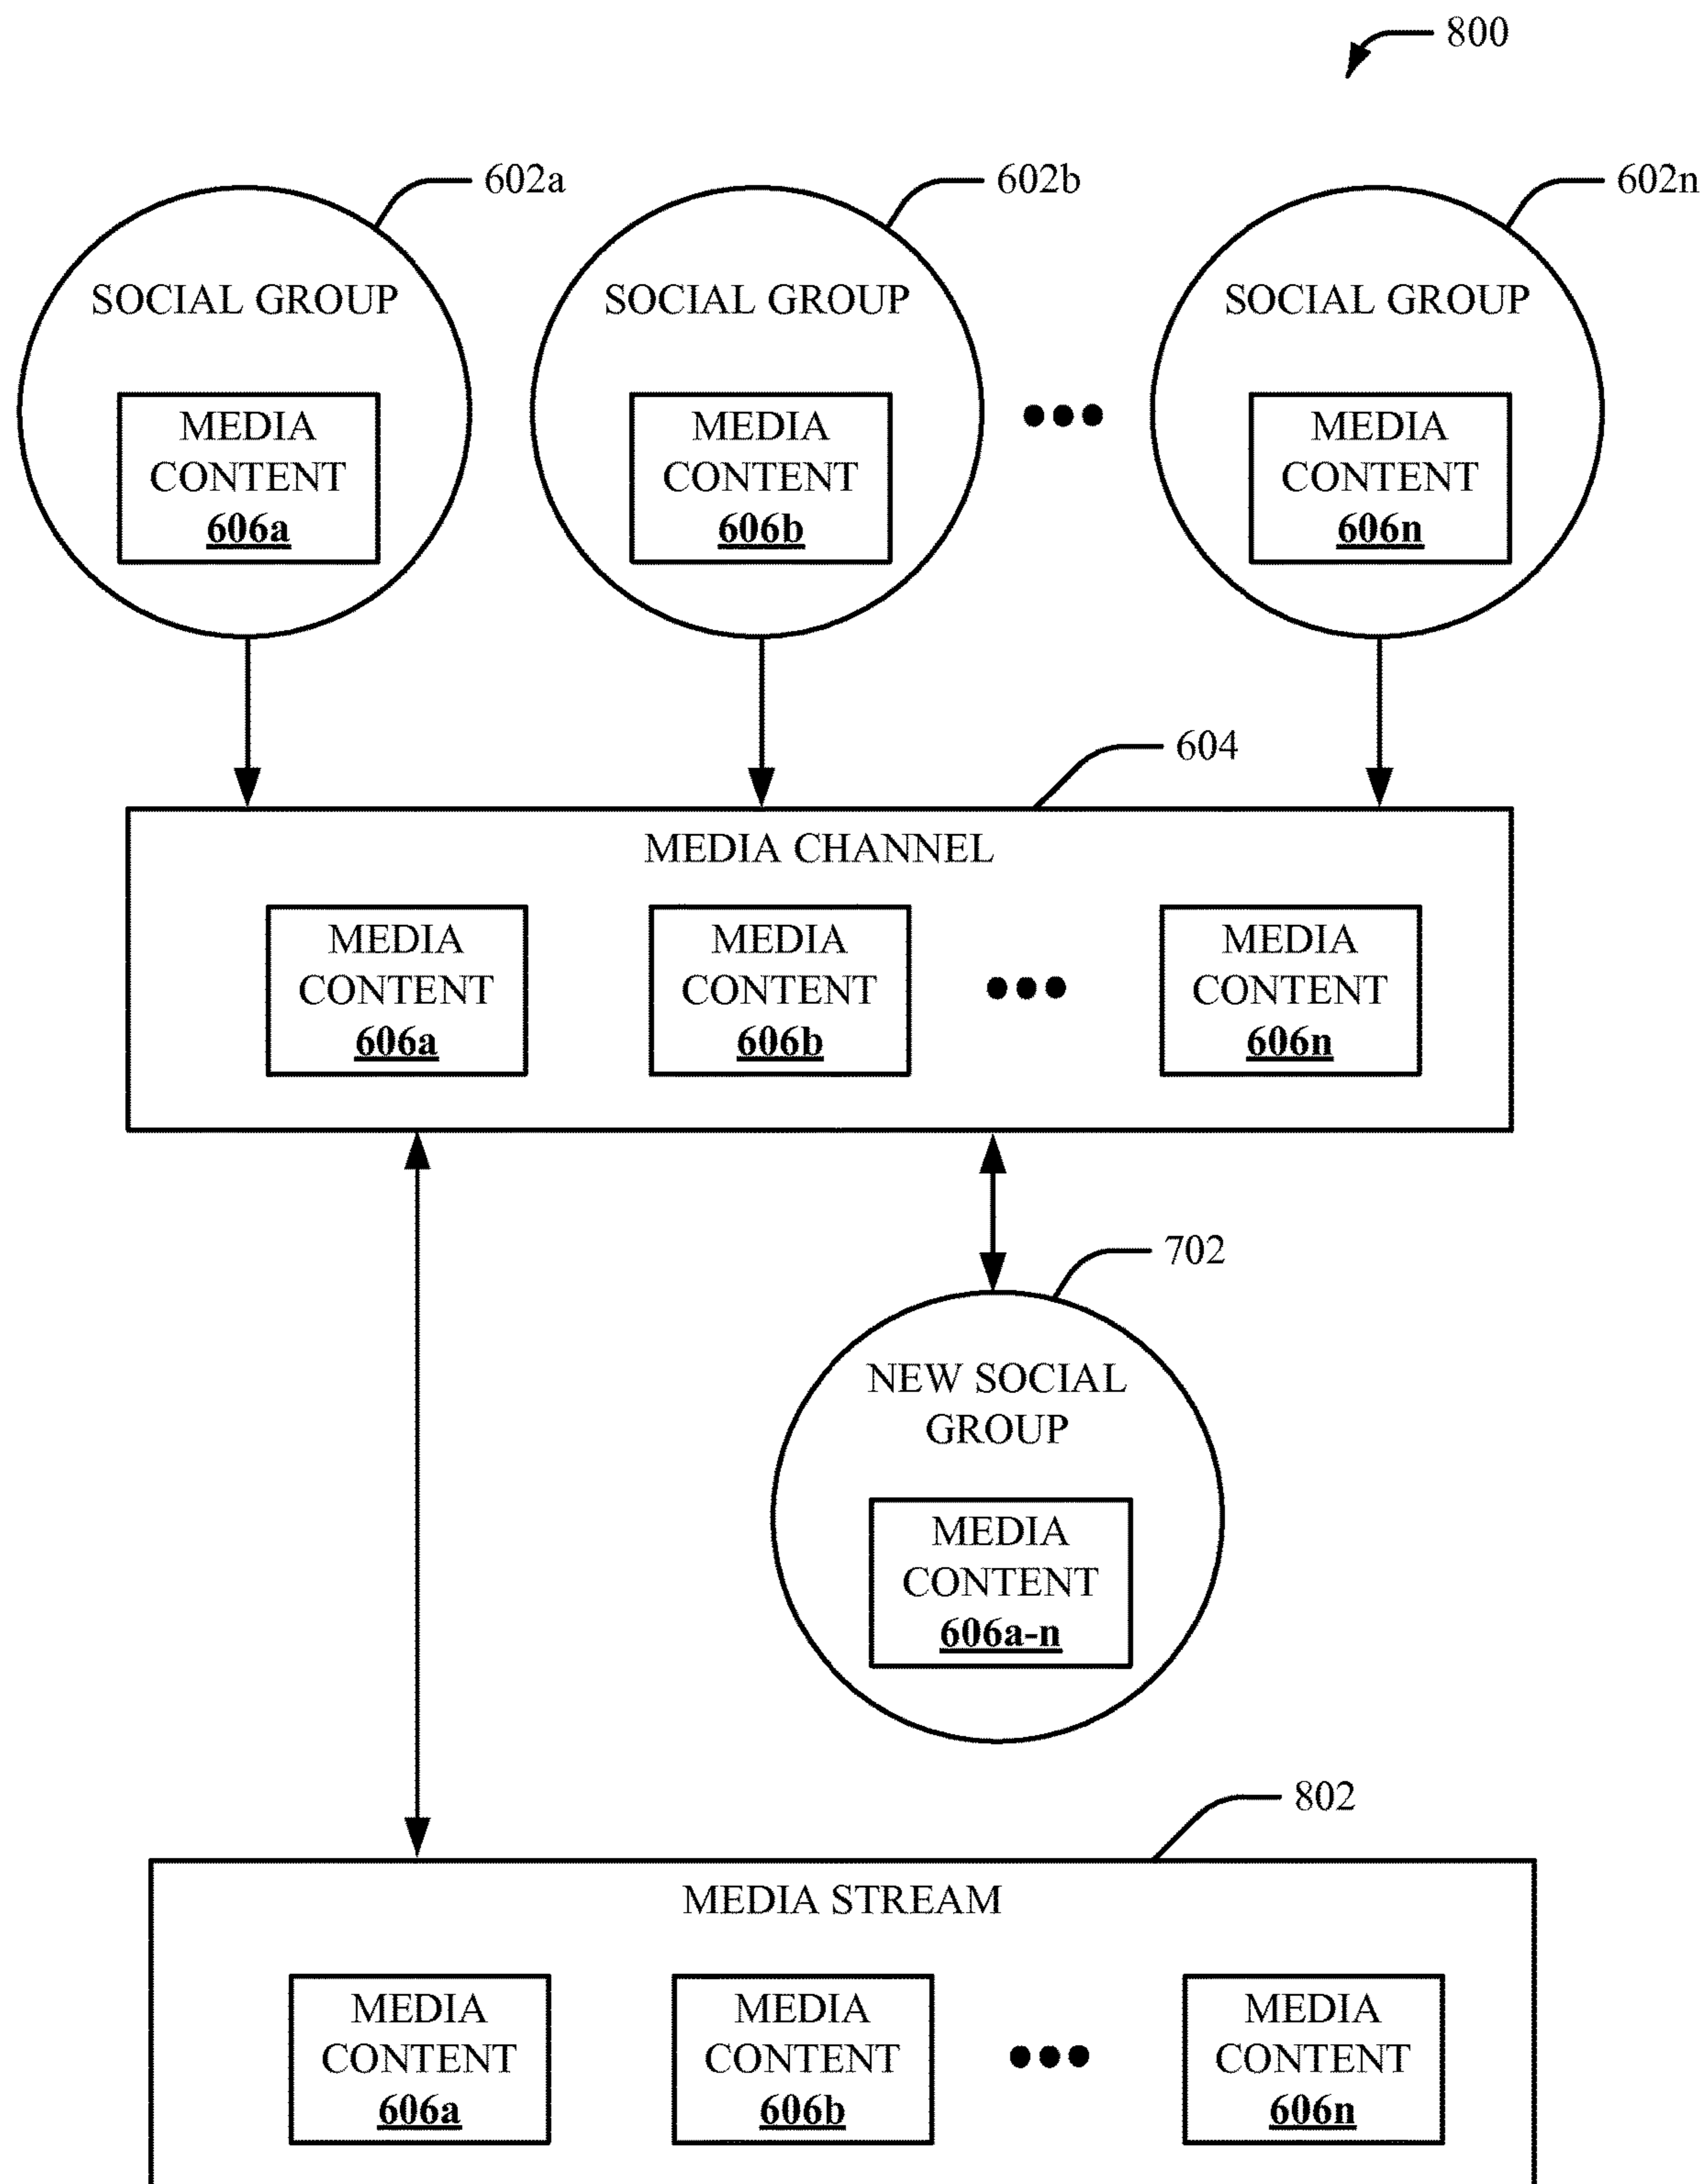 800
602a
602b
602n
SOCIAL GROUP
SOCIAL GROUP
SOCIAL GROUP
MEDIA
CONTENT
606a
MEDIA
CONTENT
606b
MEDIA
CONTENT
606n
604
MEDIA CHANNEL
MEDIA
CONTENT
606a
MEDIA
CONTENT
606b
MEDIA
CONTENT
606n
702
NEW SOCIAL
GROUP
MEDIA
CONTENT
606a-n
802
MEDIA STREAM
MEDIA
CONTENT
606a
MEDIA
CONTENT
606b
MEDIA
CONTENT
606n